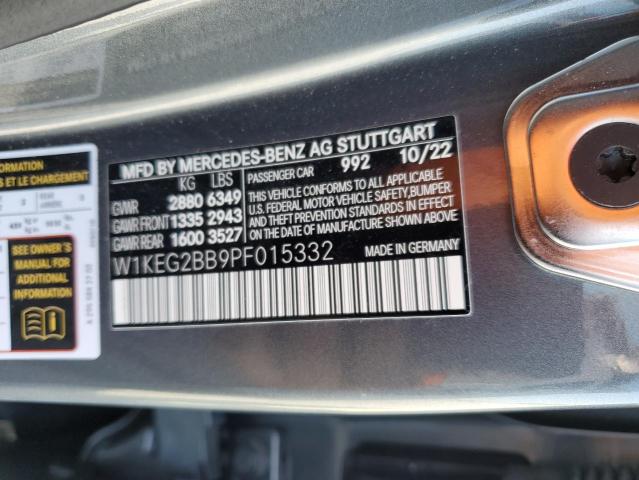 MFD BY MERCEDES-BENZ AG STUTTGART
KG LBS PASSENGER CAR 992 10/22
GVWR 2880 6349
GAWR FRONT 1335 2943
GAWR REAR 1600 3527
THIS VEHICLE CONFORMS TO ALL APPLICABLE
U.S. FEDERAL MOTOR VEHICLE SAFETY, BUMPER
AND THEFT PREVENTION STANDARDS IN EFFECT
ON THE DATE OF MANUFACTURE SHOWN ABOVE.
W1KEG2BB9PF015332
MADE IN GERMANY
ORMATION
ET LE CHARGEMENT
SEE OWNER'S
MANUAL FOR
ADDITIONAL
INFORMATION